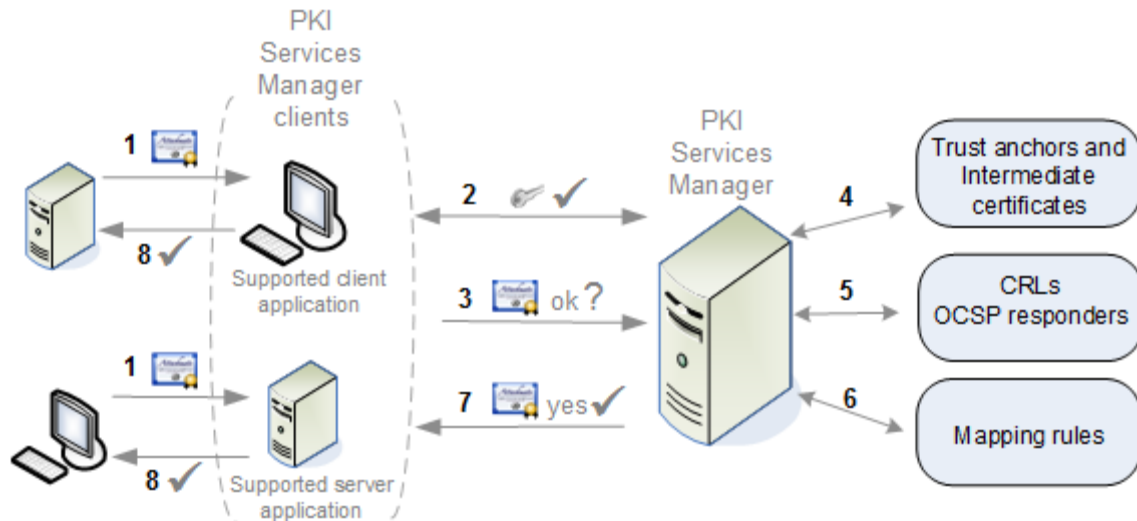 PKI
Services
Manager
clients
1
8
Supported client
application
1
8
Supported server
application
2
3
ok ?
7
yes
PKI
Services
Manager
4
Trust anchors and
Intermediate
certificates
5
CRLs
OCSP responders
6
Mapping rules